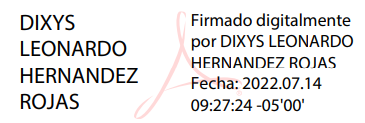 DIXYS
LEONARDO
HERNANDEZ
ROJAS
Firmado digitalmente
por DIXYS LEONARDO
HERNANDEZ ROJAS
Fecha: 2022.07.14
09:27:24 -05'00'